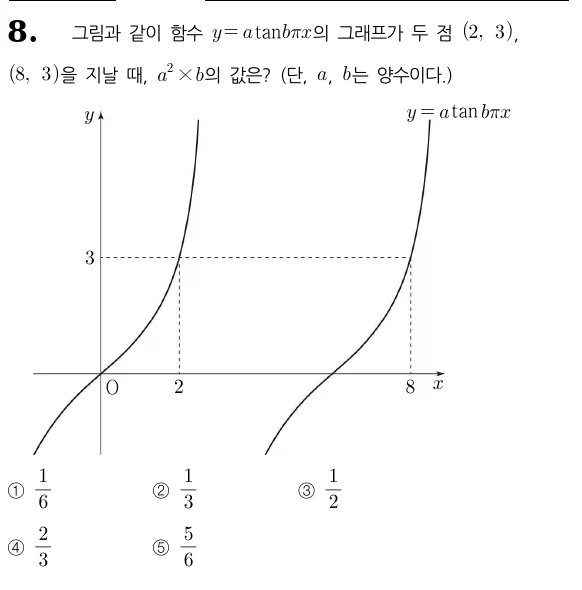 8. 그림과 같이 함수 y=a tan bπx의 그래프가 두 점 (2, 3),
(8, 3)을 지날 때, a²×b의 값은? (단, a, b는 양수이다.)
y
y=a tan bπx
3
O
2
8
x
① 1/6 ② 1/3 ③ 1/2
④ 2/3 ⑤ 5/6